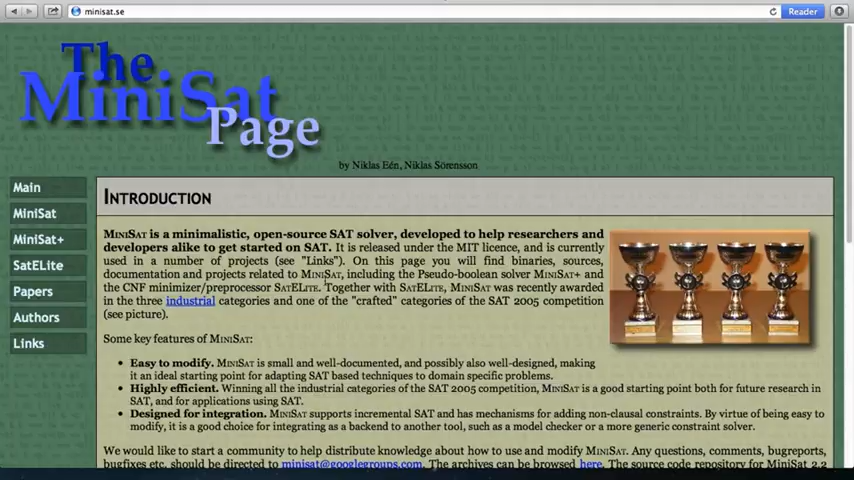 minisat.se
Reader
The
MiniSat
Page
by Niklas Eén, Niklas Sörensson
Main
MiniSat
MiniSat+
SatELite
Papers
Authors
Links
INTRODUCTION
MINISAT is a minimalistic, open-source SAT solver, developed to help researchers and
developers alike to get started on SAT. It is released under the MIT licence, and is currently
used in a number of projects (see "Links"). On this page you will find binaries, sources,
documentation and projects related to MINISAT, including the Pseudo-boolean solver MINISAT+ and
the CNF minimizer/preprocessor SATELITE. Together with SATELITE, MINISAT was recently awarded
in the three industrial categories and one of the "crafted" categories of the SAT 2005 competition
(see picture).
Some key features of MINISAT:
• Easy to modify. MINISAT is small and well-documented, and possibly also well-designed, making
it an ideal starting point for adapting SAT based techniques to domain specific problems.
• Highly efficient. Winning all the industrial categories of the SAT 2005 competition, MINISAT is a good starting point both for future research in
SAT, and for applications using SAT.
• Designed for integration. MINISAT supports incremental SAT and has mechanisms for adding non-clausal constraints. By virtue of being easy to
modify, it is a good choice for integrating as a backend to another tool, such as a model checker or a more generic constraint solver.
We would like to start a community to help distribute knowledge about how to use and modify MINISAT. Any questions, comments, bugreports,
bugfixes etc. should be directed to minisat@googlegroups.com. The archives can be browsed here. The source code repository for MiniSat 2.2